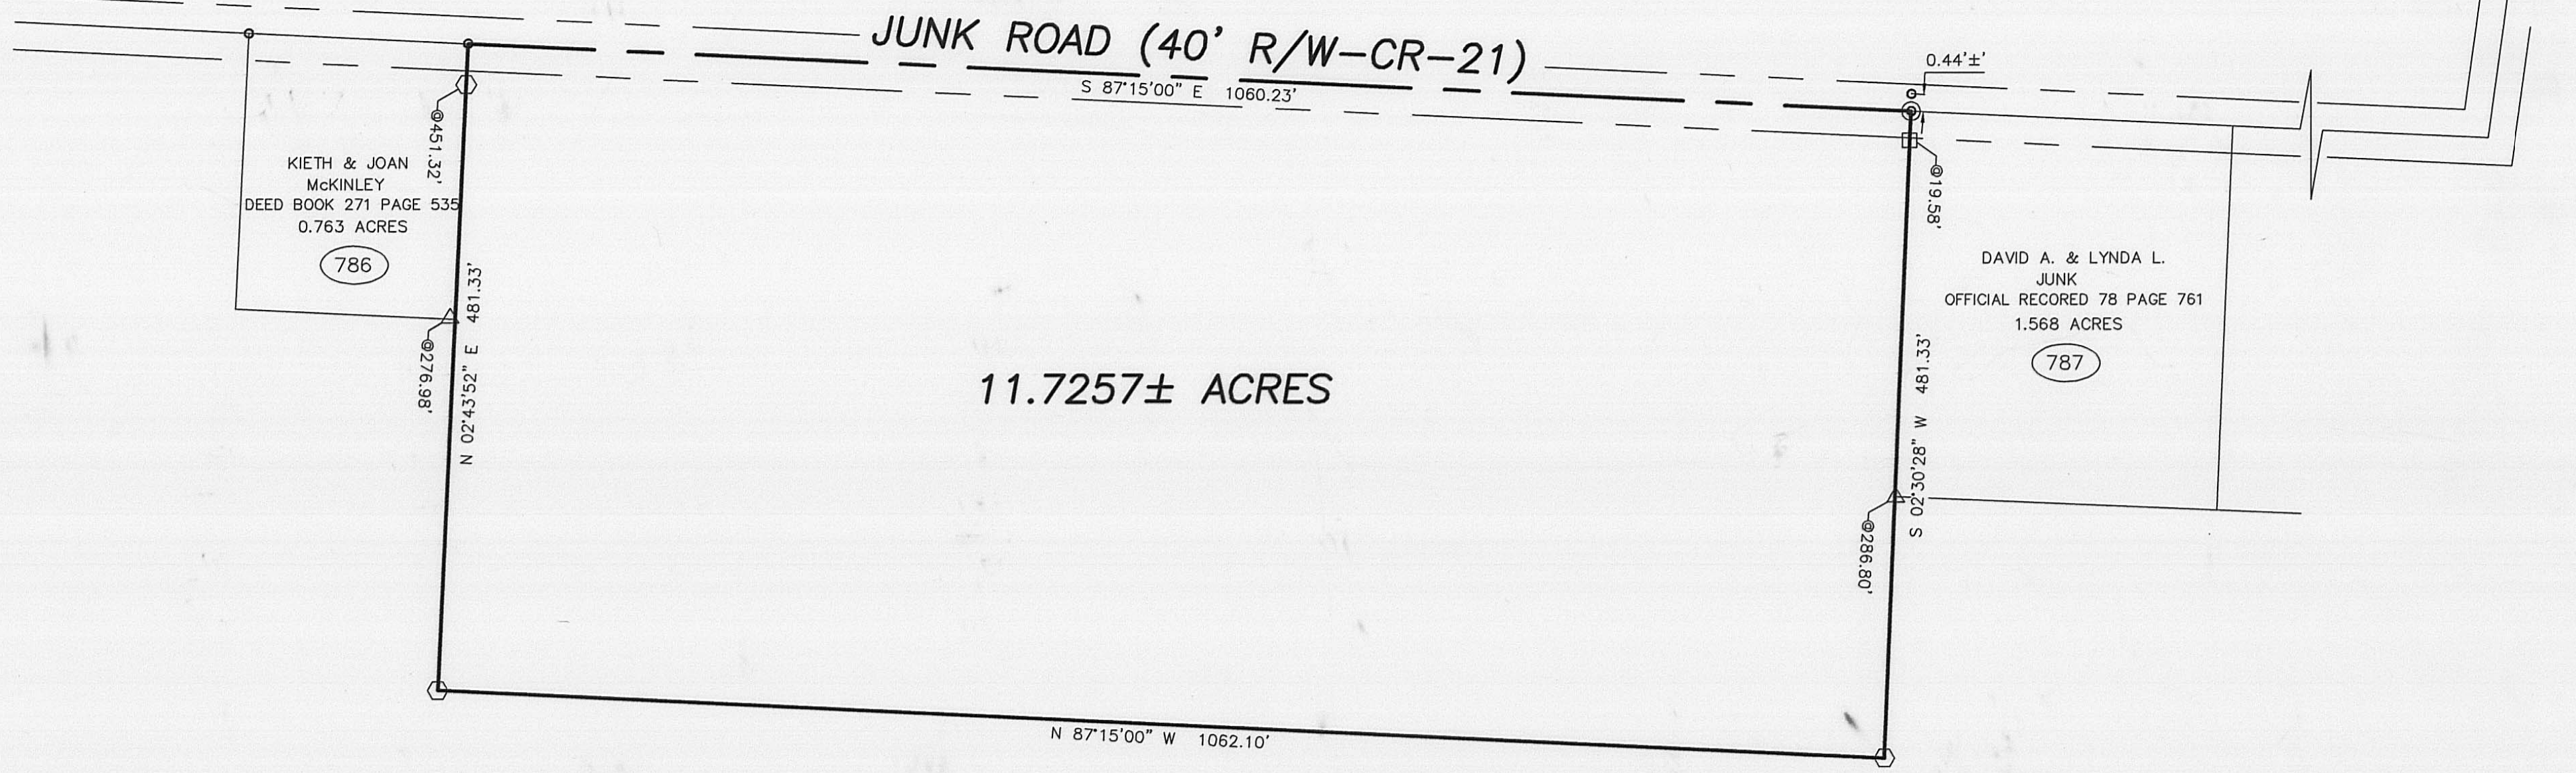 JUNK ROAD (40' R/W-CR-21)
S 87°15'00" E 1060.23'
0.44'±'
@451.32'
@19.58'
KIETH & JOAN
McKINLEY
DEED BOOK 271 PAGE 535
0.763 ACRES
786
N 02°43'52" E 481.33'
@276.98'
11.7257± ACRES
DAVID A. & LYNDA L.
JUNK
OFFICIAL RECORED 78 PAGE 761
1.568 ACRES
787
S 02°30'28" W 481.33'
@286.80'
N 87°15'00" W 1062.10'